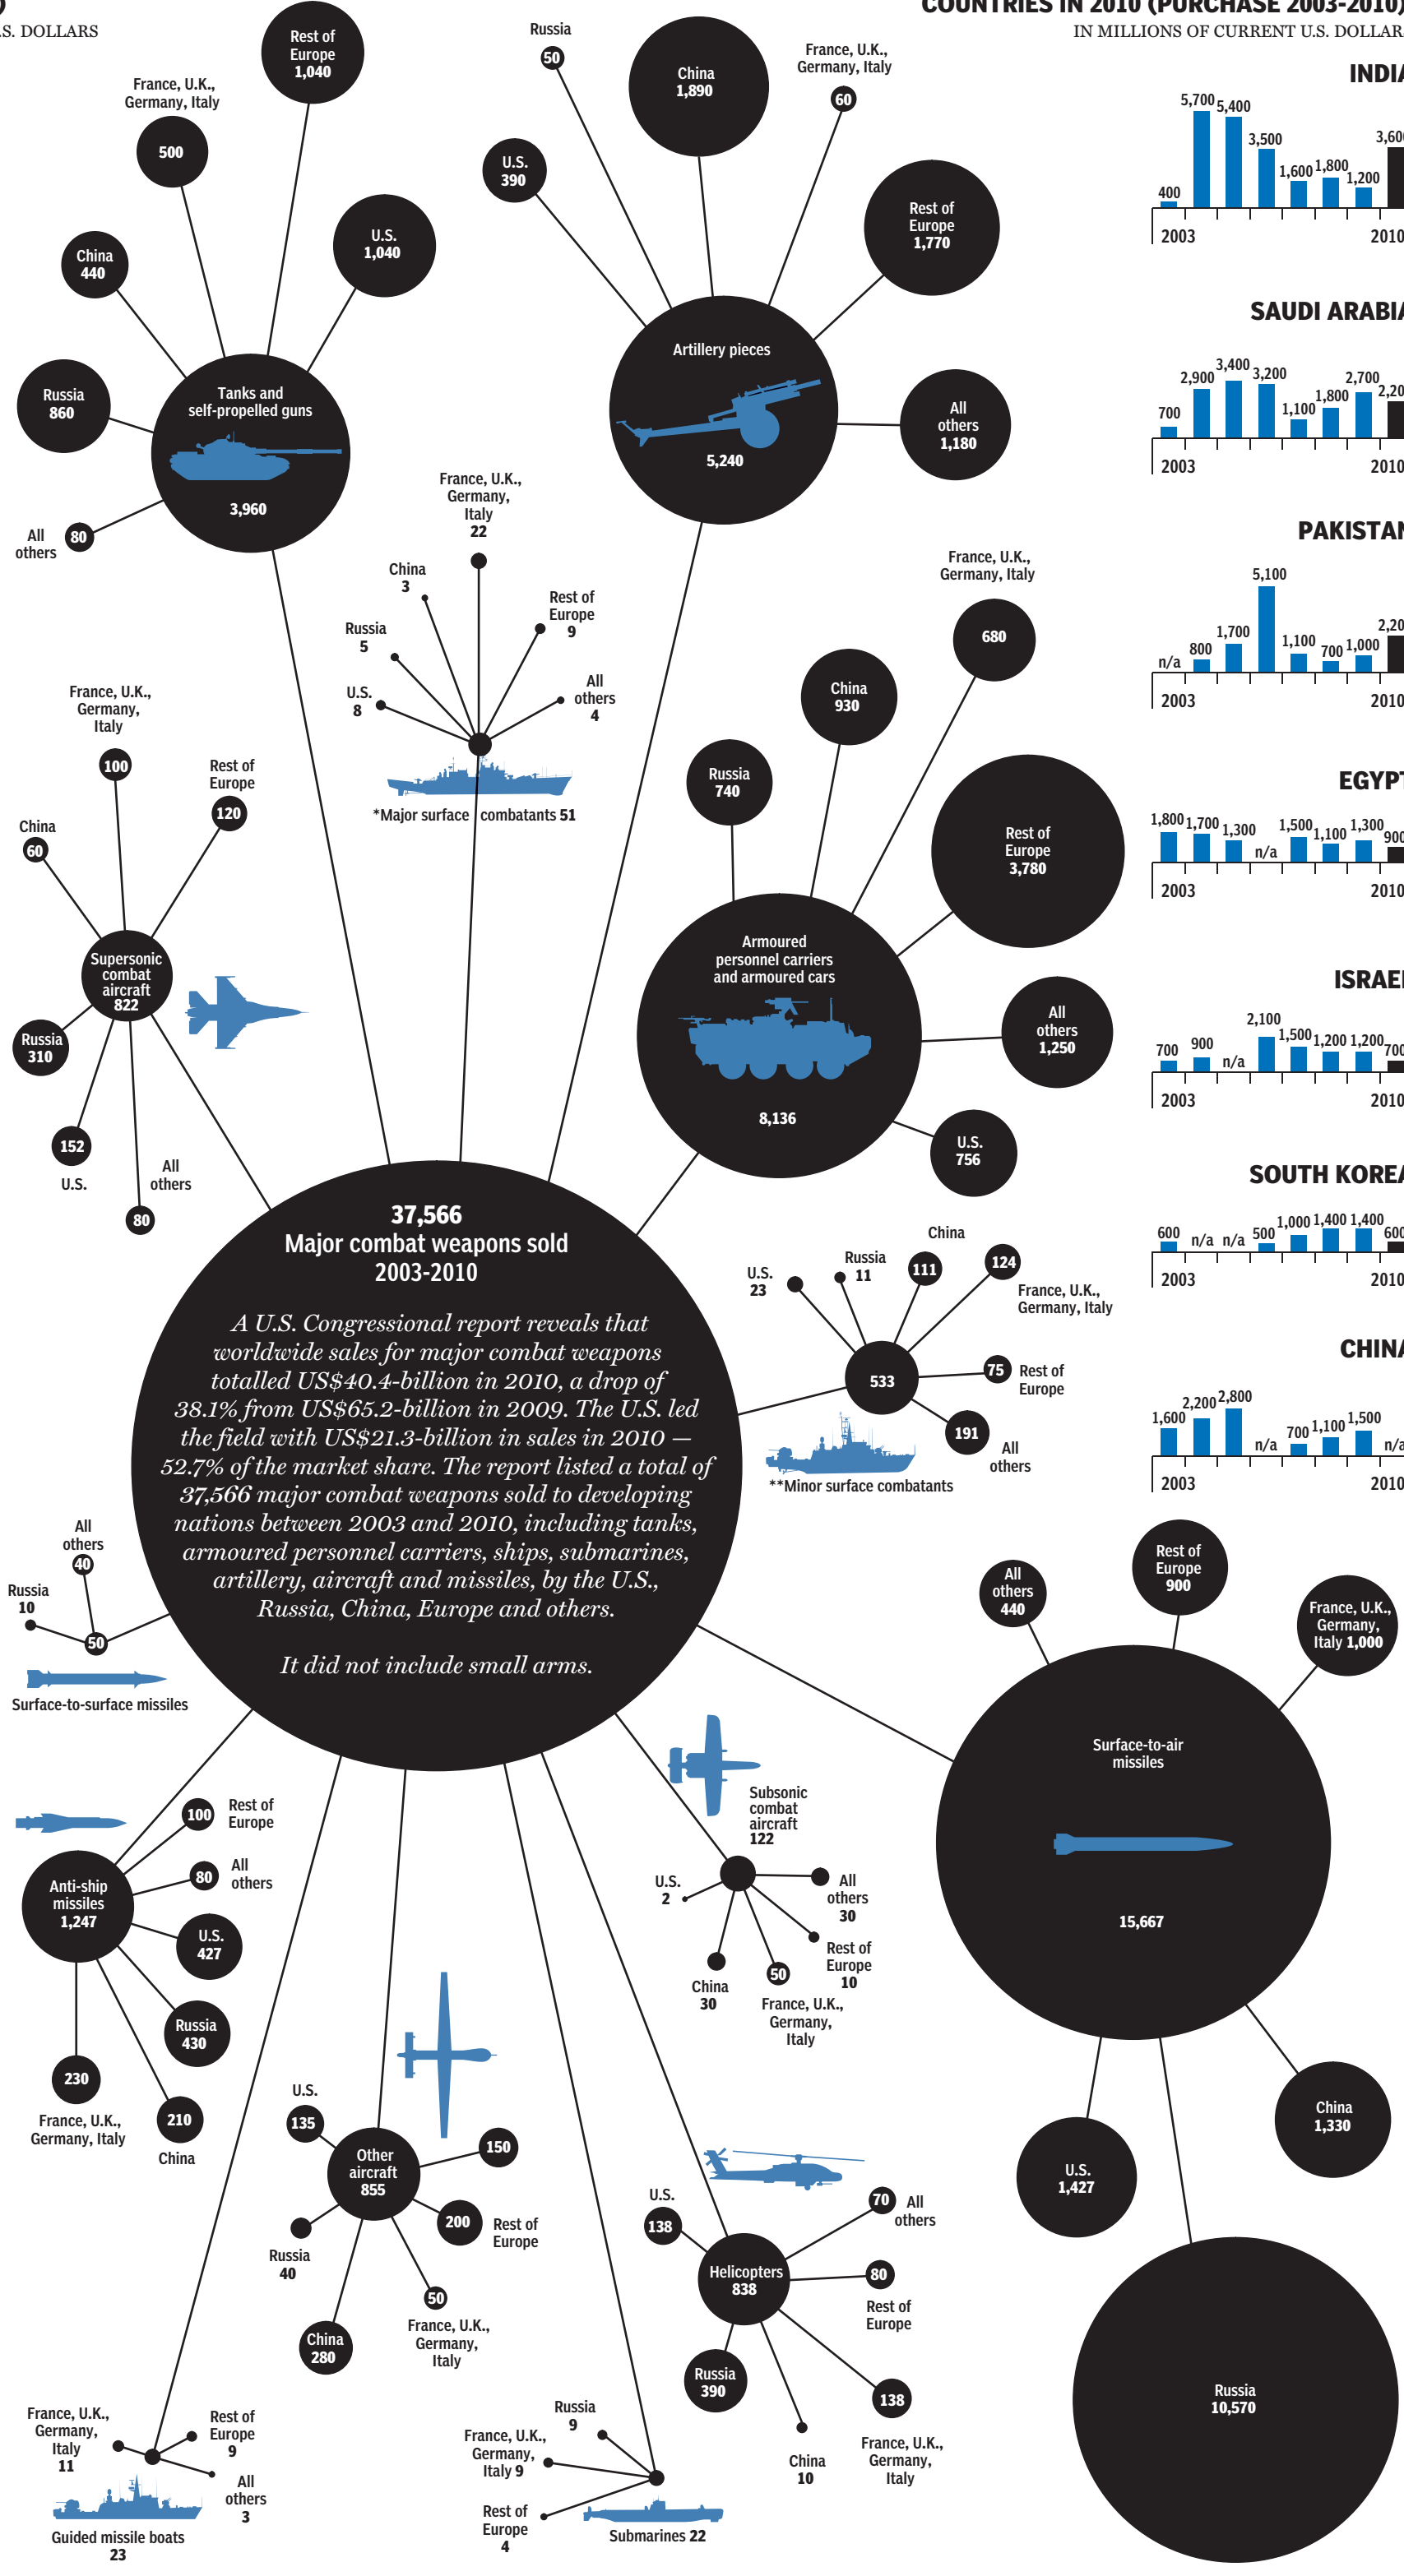 )
.S. DOLLARS
COUNTRIES IN 2010 (PURCHASE 2003-2010)
IN MILLIONS OF CURRENT U.S. DOLLAR
Rest of
Europe
1,040
France, U.K.,
Germany, Italy
500
China
440
U.S.
1,040
Russia
860
Tanks and
self-propelled guns
3,960
All
others
80
Russia
50
China
1,890
France, U.K.,
Germany, Italy
60
U.S.
390
Rest of
Europe
1,770
Artillery pieces
5,240
All
others
1,180
INDIA
400
5,700
5,400
3,500
1,600
1,800
1,200
3,60
2003
2010
SAUDI ARABIA
700
2,900
3,400
3,200
1,100
1,800
2,700
2,20
2003
2010
PAKISTAN
n/a
800
1,700
5,100
1,100
700
1,000
2,20
2003
2010
EGYPT
1,800
1,700
1,300
n/a
1,500
1,100
1,300
900
2003
2010
ISRAEL
700
900
n/a
2,100
1,500
1,200
1,200
700
2003
2010
SOUTH KOREA
600
n/a
n/a
500
1,000
1,400
1,400
600
2003
2010
CHINA
1,600
2,200
2,800
n/a
700
1,100
1,500
n/a
2003
2010
France, U.K.,
Germany,
Italy
22
China
3
Russia
5
U.S.
8
Rest of
Europe
9
All
others
4
*Major surface combatants 51
France, U.K.,
Germany, Italy
680
China
930
Russia
740
Rest of
Europe
3,780
Armoured
personnel carriers
and armoured cars
8,136
All
others
1,250
U.S.
756
France, U.K.,
Germany,
Italy
100
Rest of
Europe
120
China
60
Supersonic
combat
aircraft
822
Russia
310
152
U.S.
All
others
80
37,566
Major combat weapons sold
2003-2010
A U.S. Congressional report reveals that
worldwide sales for major combat weapons
totalled US$40.4-billion in 2010, a drop of
38.1% from US$65.2-billion in 2009. The U.S. led
the field with US$21.3-billion in sales in 2010 —
52.7% of the market share. The report listed a total of
37,566 major combat weapons sold to developing
nations between 2003 and 2010, including tanks,
armoured personnel carriers, ships, submarines,
artillery, aircraft and missiles, by the U.S.,
Russia, China, Europe and others.
It did not include small arms.
U.S.
23
Russia
11
China
111
124
France, U.K.,
Germany, Italy
533
75
Rest of
Europe
191
All
others
**Minor surface combatants
All
others
40
Russia
10
50
Surface-to-surface missiles
All
others
440
Rest of
Europe
900
France, U.K.,
Germany,
Italy 1,000
Surface-to-air
missiles
15,667
U.S.
1,427
China
1,330
Russia
10,570
100
Rest of
Europe
80
All
others
Anti-ship
missiles
1,247
U.S.
427
Russia
430
230
France, U.K.,
Germany, Italy
210
China
Subsonic
combat
aircraft
122
U.S.
2
All
others
30
Rest of
Europe
10
China
30
50
France, U.K.,
Germany,
Italy
U.S.
135
Other
aircraft
855
150
200
Rest of
Europe
Russia
40
50
France, U.K.,
Germany,
Italy
China
280
U.S.
138
70
All
others
Helicopters
838
80
Rest of
Europe
Russia
390
138
France, U.K.,
Germany,
Italy
China
10
France, U.K.,
Germany,
Italy
11
Rest of
Europe
9
All
others
3
Guided missile boats
23
Russia
9
France, U.K.,
Germany,
Italy 9
Rest of
Europe
4
Submarines 22